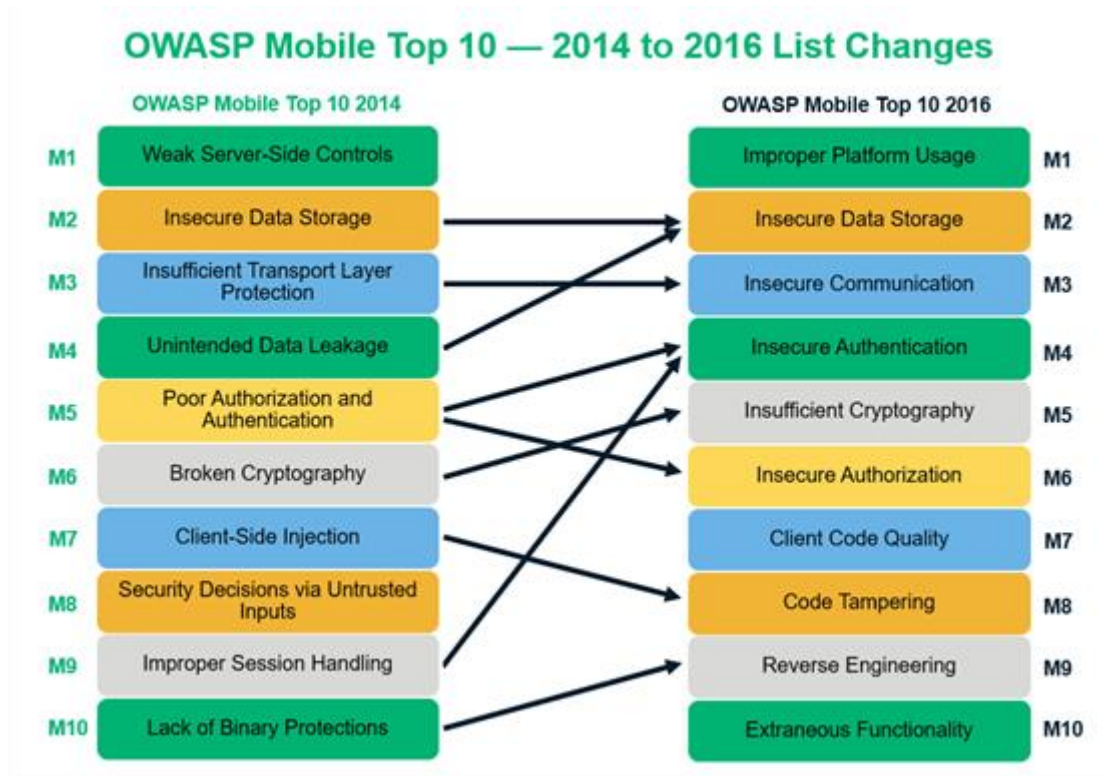 OWASP Mobile Top 10 — 2014 to 2016 List Changes
OWASP Mobile Top 10 2014
M1 Weak Server-Side Controls
M2 Insecure Data Storage
M3 Insufficient Transport Layer
Protection
M4 Unintended Data Leakage
M5 Poor Authorization and
Authentication
M6 Broken Cryptography
M7 Client-Side Injection
M8 Security Decisions via Untrusted
Inputs
M9 Improper Session Handling
M10 Lack of Binary Protections
OWASP Mobile Top 10 2016
Improper Platform Usage M1
Insecure Data Storage M2
Insecure Communication M3
Insecure Authentication M4
Insufficient Cryptography M5
Insecure Authorization M6
Client Code Quality M7
Code Tampering M8
Reverse Engineering M9
Extraneous Functionality M10